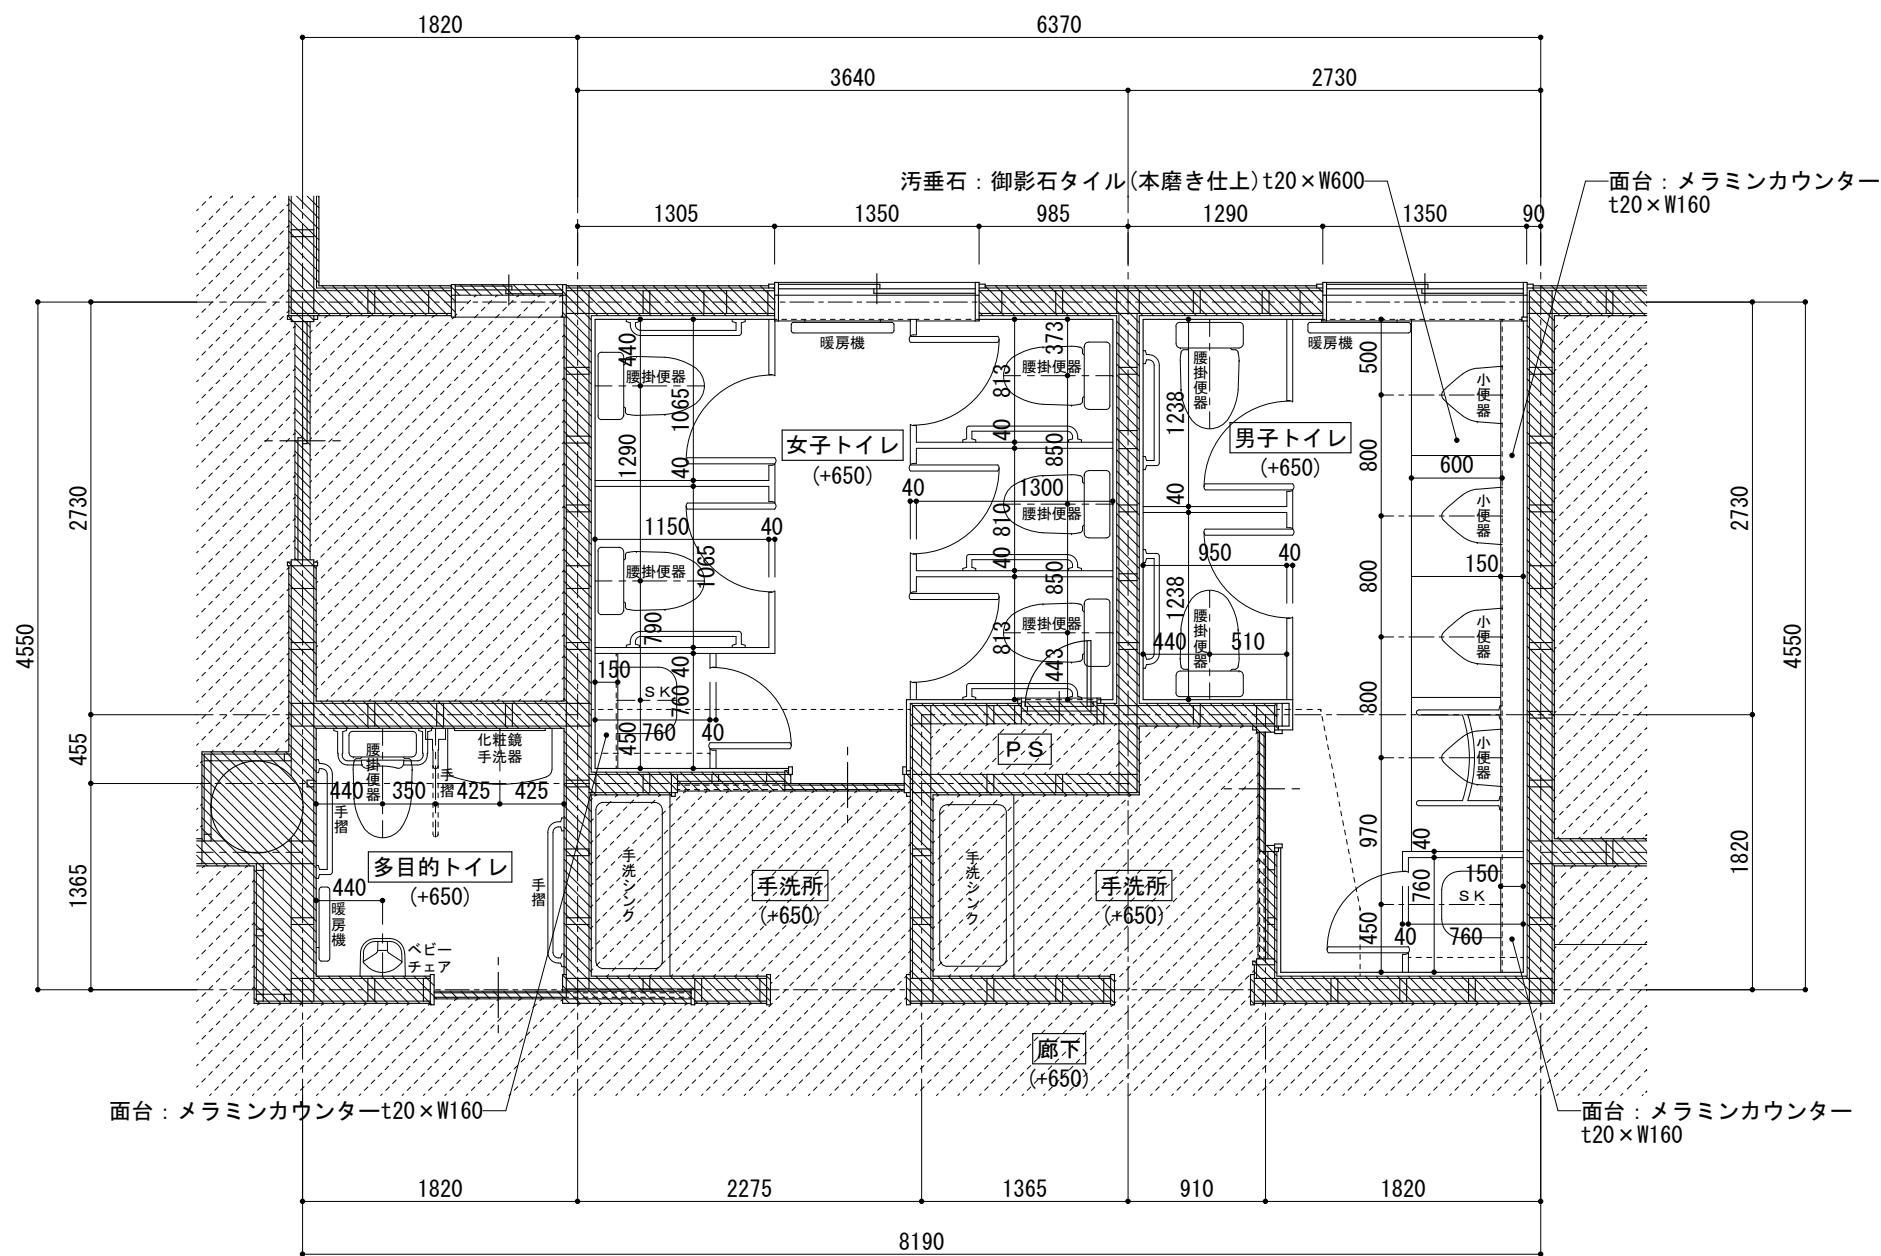 1820
6370
3640
2730
汚垂石：御影石タイル(本磨き仕上)t20×W600
面台：メラミンカウンター
t20×W160
1305
1350
985
1290
1350
90
暖房機
暖房機
440
腰掛便器
1065
1290
40
373
腰掛便器
813
40
850
腰掛便器
1238
500
小便器
女子トイレ
(+650)
男子トイレ
(+650)
800
600
40
1300
腰掛便器
810
40
小便器
1150
40
1065
腰掛便器
40
850
950
40
800
150
2730
4550
2730
4550
790
腰掛便器
813
443
1238
腰掛便器
440
510
小便器
150
40
SK
760
760
450
40
800
455
化粧鏡
手洗器
腰掛便器
手摺
440
350
425
425
手摺
PS
小便器
1365
多目的トイレ
(+650)
440
暖房機
手摺
ベビー
チェア
手洗シンク
手洗所
(+650)
手洗シンク
手洗所
(+650)
970
40
760
150
SK
450
40
760
1820
廊下
(+650)
面台：メラミンカウンターt20×W160
面台：メラミンカウンター
t20×W160
1820
2275
1365
910
1820
8190